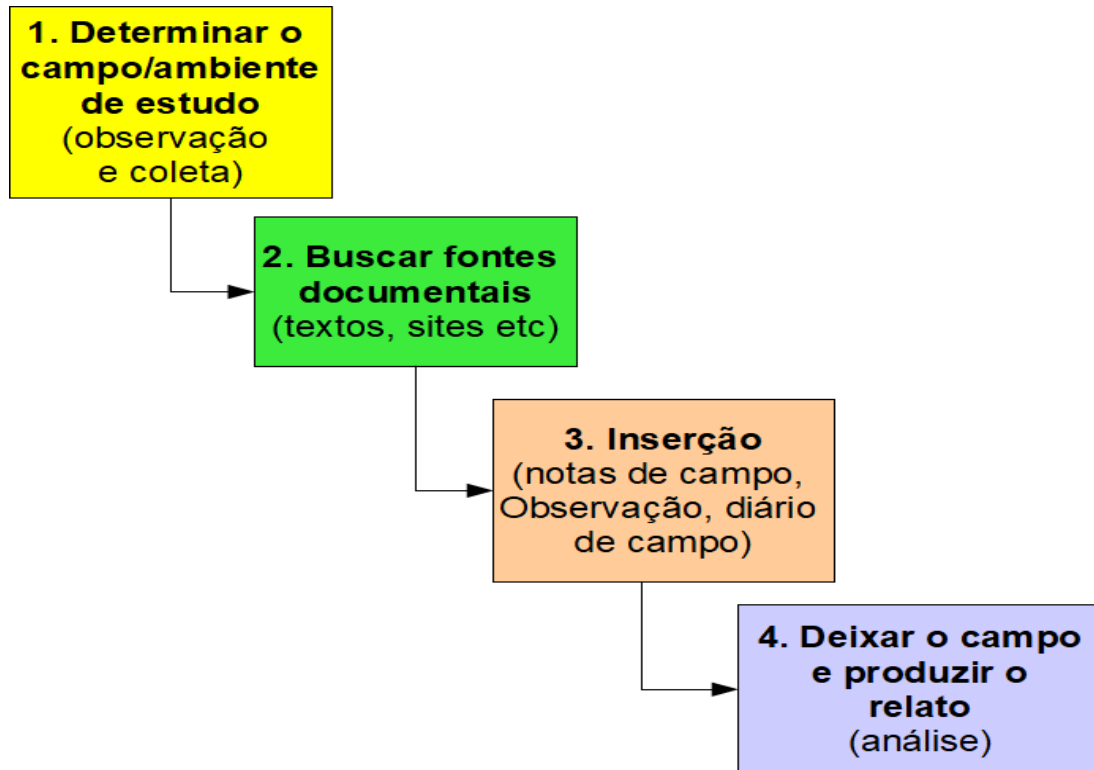 1. Determinar o
campo/ambiente
de estudo
(observação
e coleta)
2. Buscar fontes
documentais
(textos, sites etc)
3. Inserção
(notas de campo,
Observação, diário
de campo)
4. Deixar o campo
e produzir o
relato
(análise)